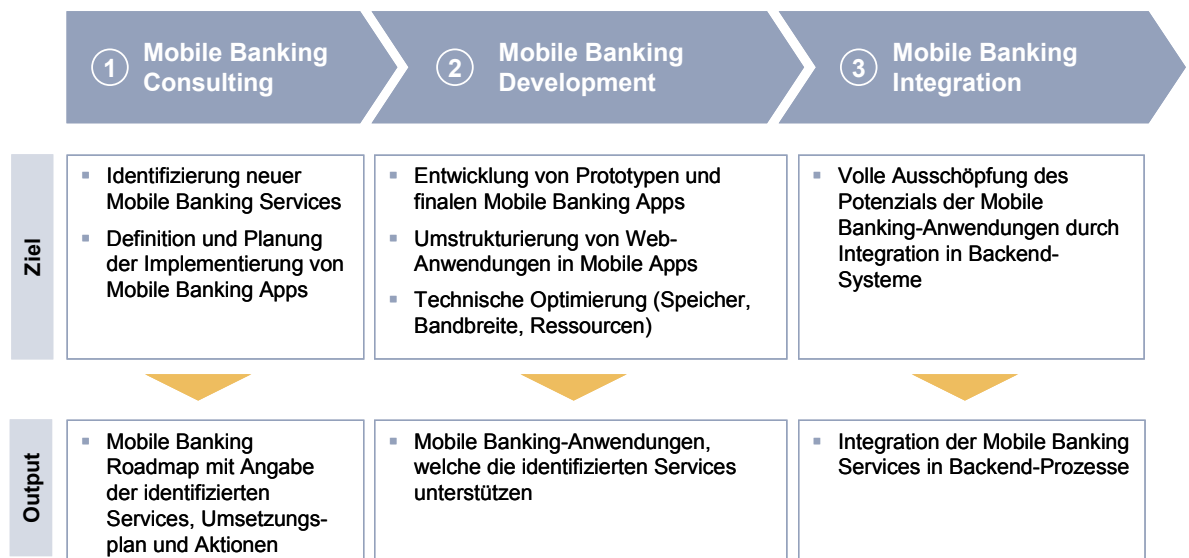 1
Mobile Banking
Consulting
2
Mobile Banking
Development
3
Mobile Banking
Integration
Ziel
Identifizierung neuer
Mobile Banking Services
Definition und Planung
der Implementierung von
Mobile Banking Apps
Entwicklung von Prototypen und
finalen Mobile Banking Apps
Umstrukturierung von Web-
Anwendungen in Mobile Apps
Technische Optimierung (Speicher,
Bandbreite, Ressourcen)
Volle Ausschöpfung des
Potenzials der Mobile
Banking-Anwendungen durch
Integration in Backend-
Systeme
Output
Mobile Banking
Roadmap mit Angabe
der identifizierten
Services, Umsetzungs-
plan und Aktionen
Mobile Banking-Anwendungen,
welche die identifizierten Services
unterstützen
Integration der Mobile Banking
Services in Backend-Prozesse